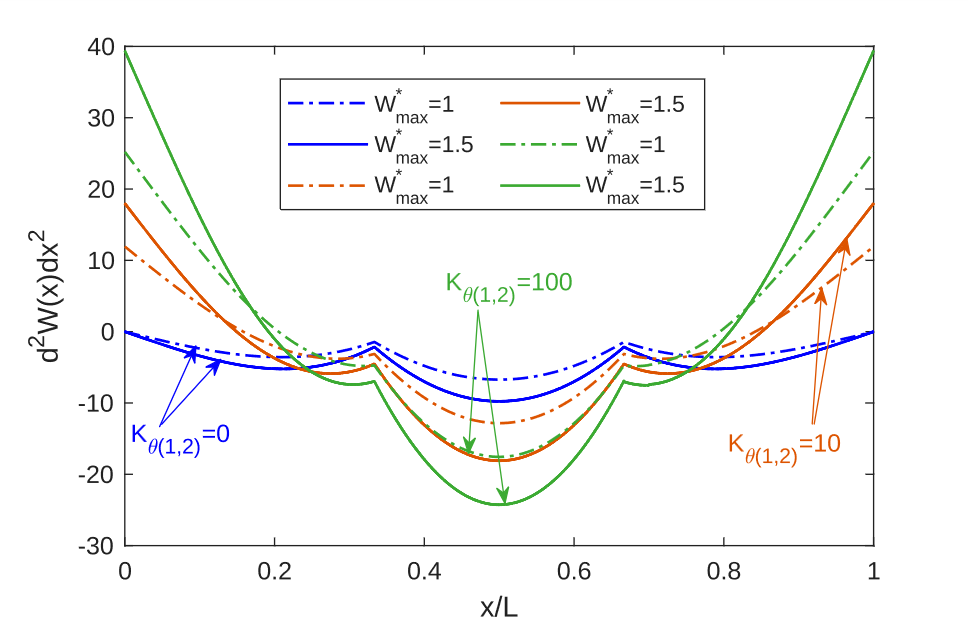 40
30
20
10
0
-10
-20
-30
0
0.2
0.4
0.6
0.8
1
x/L
d²W(x)dx²
W*max=1
W*max=1.5
W*max=1
W*max=1.5
W*max=1
W*max=1.5
Kθ(1,2)=100
Kθ(1,2)=0
Kθ(1,2)=10